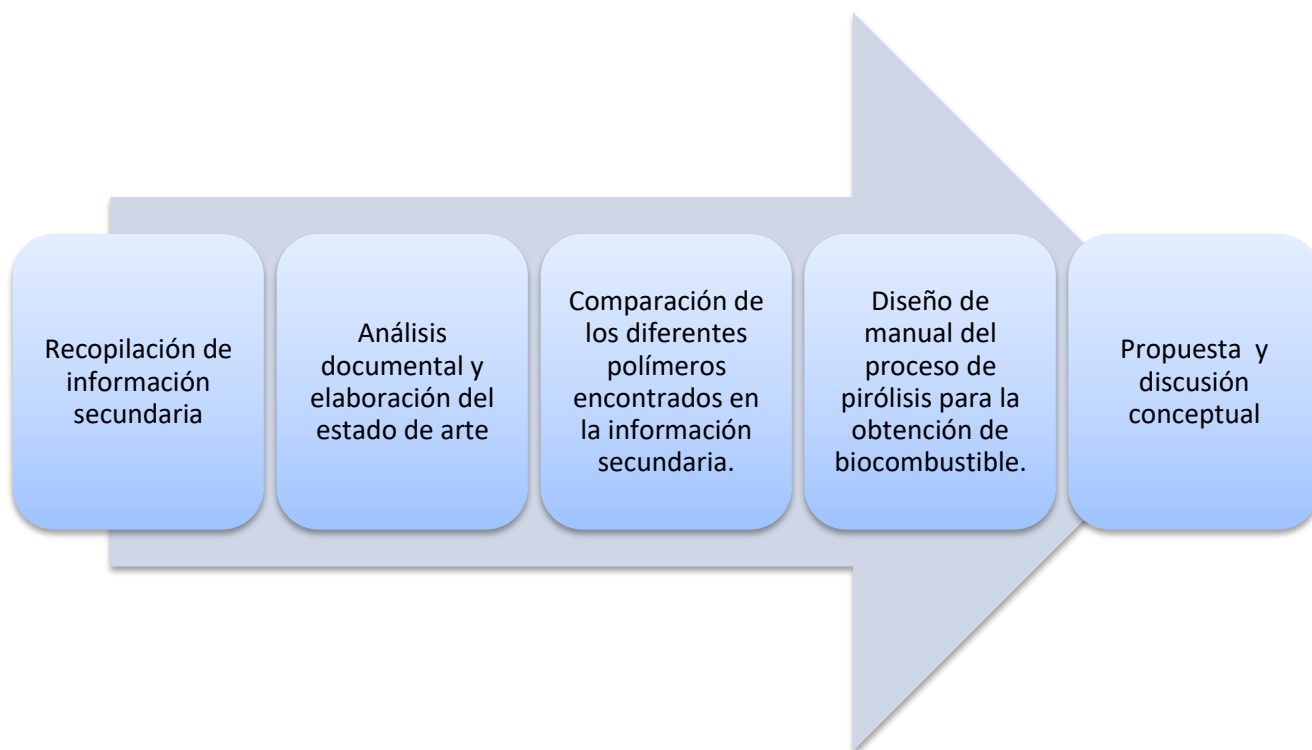 Recopilación de
información
secundaria
Análisis
documental y
elaboración del
estado de arte
Comparación de
los diferentes
polímeros
encontrados en
la información
secundaria.
Diseño de
manual del
proceso de
pirólisis para la
obtención de
biocombustible.
Propuesta y
discusión
conceptual